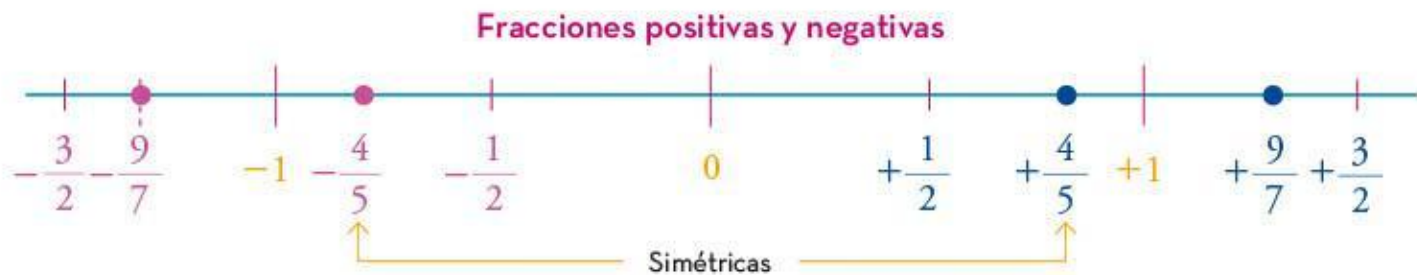 Fracciones positivas y negativas
−3/2 −9/7 −1 −4/5 −1/2 0 +1/2 +4/5 +1 +9/7 +3/2
Simétricas